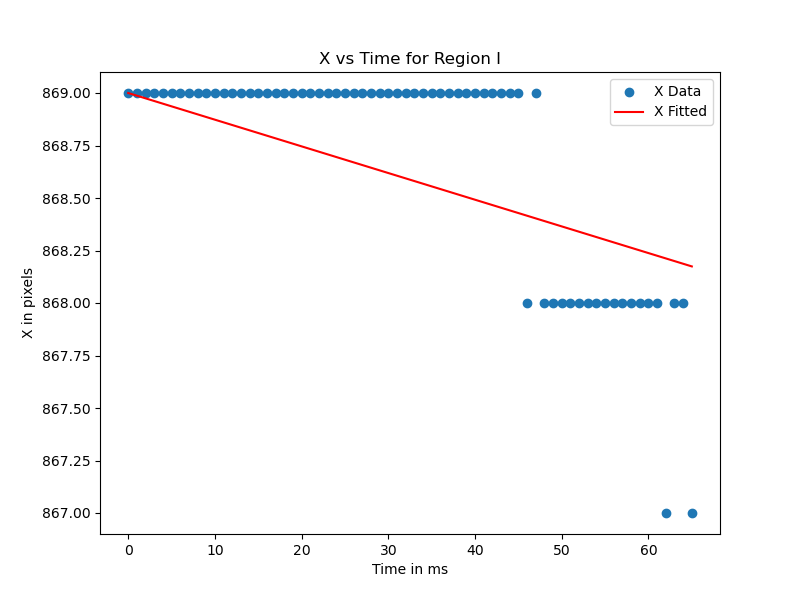 X vs Time for Region I
X Data
X Fitted
869.00
868.75
868.50
868.25
868.00
867.75
867.50
867.25
867.00
X in pixels
0 10 20 30 40 50 60
Time in ms